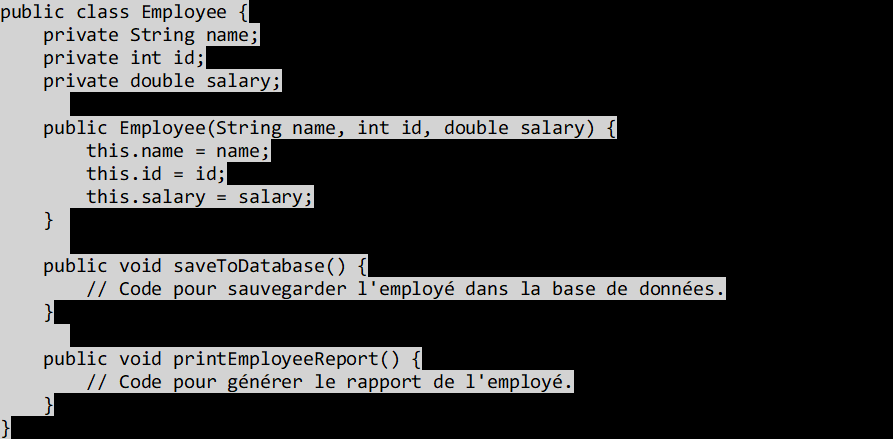 public class Employee {
    private String name;
    private int id;
    private double salary;

    public Employee(String name, int id, double salary) {
        this.name = name;
        this.id = id;
        this.salary = salary;
    }

    public void saveToDatabase() {
        // Code pour sauvegarder l'employé dans la base de données.
    }

    public void printEmployeeReport() {
        // Code pour générer le rapport de l'employé.
    }
}